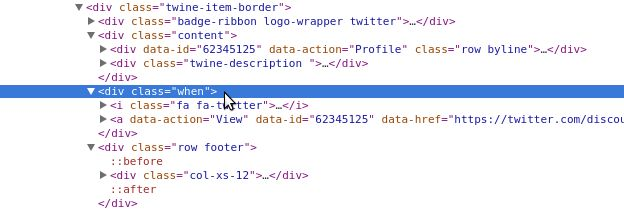 ▼<div class="twine-item-border">
▶<div class="badge-ribbon logo-wrapper twitter">…</div>
▼<div class="content">
▶<div data-id="62345125" data-action="Profile" class="row byline">…</div>
▶<div class="twine-description ">…</div>
</div>
▼<div class="when">
▶<i class="fa fa-twitter">…</i>
▶<a data-action="View" data-id="62345125" data-href="https://twitter.com/discou
</div>
▼<div class="row footer">
::before
▶<div class="col-xs-12">…</div>
::after
</div>